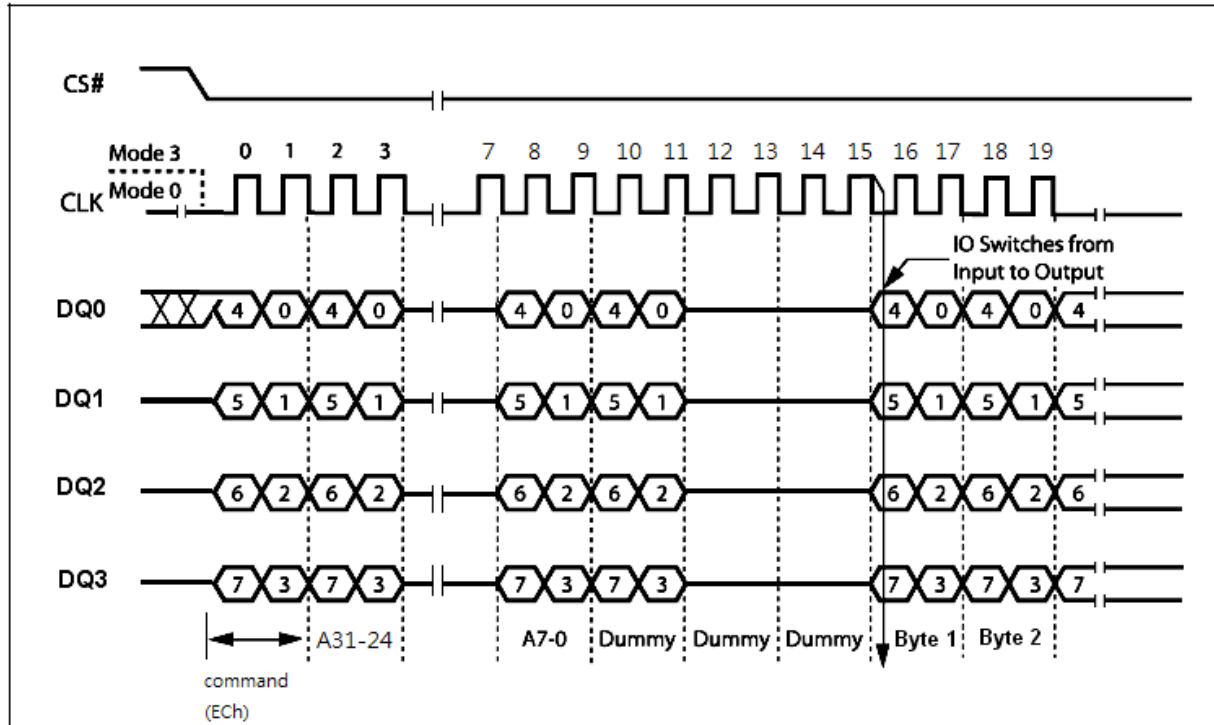 CS#
Mode 3 0 1 2 3 7 8 9 10 11 12 13 14 15 16 17 18 19
Mode 0
CLK
IO Switches from
Input to Output
DQ0 4 0 4 0 4 0 4 0 4 0 4 0 4
DQ1 5 1 5 1 5 1 5 1 5 1 5 1 5
DQ2 6 2 6 2 6 2 6 2 6 2 6 2 6
DQ3 7 3 7 3 7 3 7 3 7 3 7 3 7
A31-24 A7-0 Dummy Dummy Dummy Byte 1 Byte 2
command
(ECh)